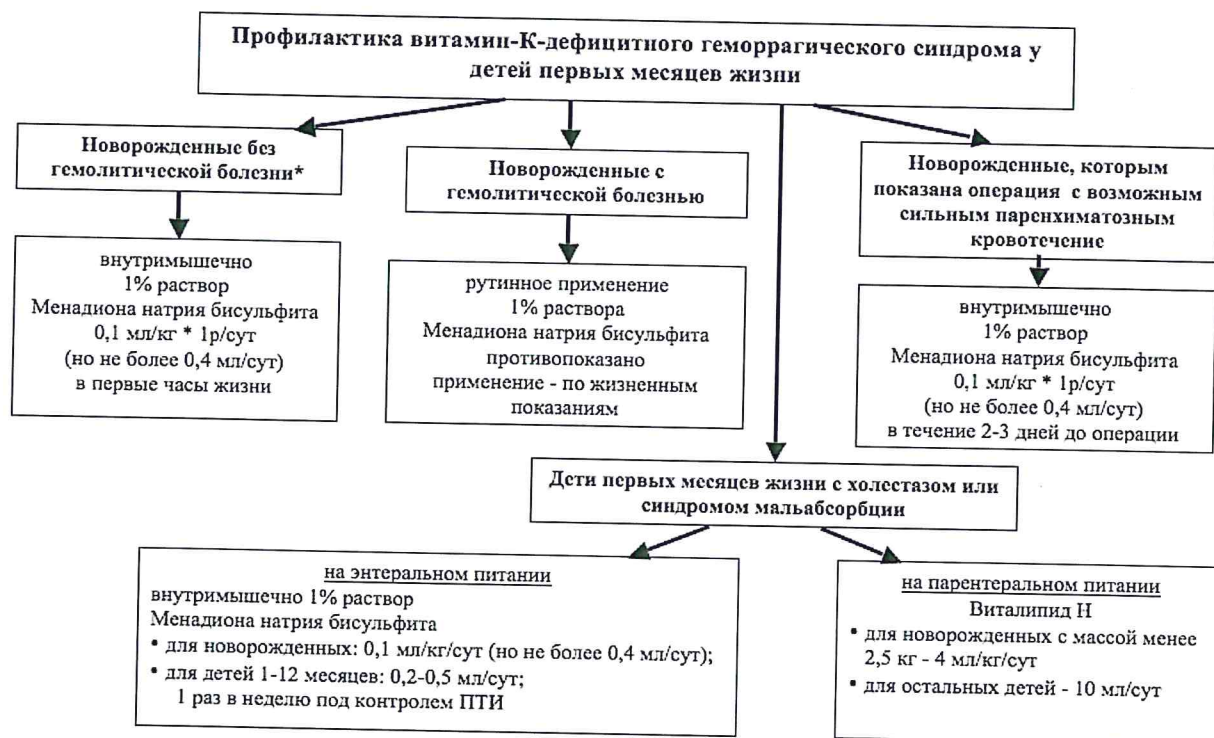 Профилактика витамин-К-дефицитного геморрагического синдрома у
детей первых месяцев жизни
Новорожденные без
гемолитической болезни*
внутримышечно
1% раствор
Менадиона натрия бисульфита
0,1 мл/кг * 1р/сут
(но не более 0,4 мл/сут)
в первые часы жизни
Новорожденные с
гемолитической болезнью
рутинное применение
1% раствора
Менадиона натрия бисульфита
противопоказано
применение - по жизненным
показаниям
Новорожденные, которым
показана операция с возможным
сильным паренхиматозным
кровотечение
внутримышечно
1% раствор
Менадиона натрия бисульфита
0,1 мл/кг * 1р/сут
(но не более 0,4 мл/сут)
в течение 2-3 дней до операции
Дети первых месяцев жизни с холестазом или
синдромом мальабсорбции
на энтеральном питании
внутримышечно 1% раствор
Менадиона натрия бисульфита
• для новорожденных: 0,1 мл/кг/сут (но не более 0,4 мл/сут);
• для детей 1-12 месяцев: 0,2-0,5 мл/сут;
1 раз в неделю под контролем ПТИ
на парентеральном питании
Виталипид Н
• для новорожденных с массой менее
2,5 кг - 4 мл/кг/сут
• для остальных детей - 10 мл/сут